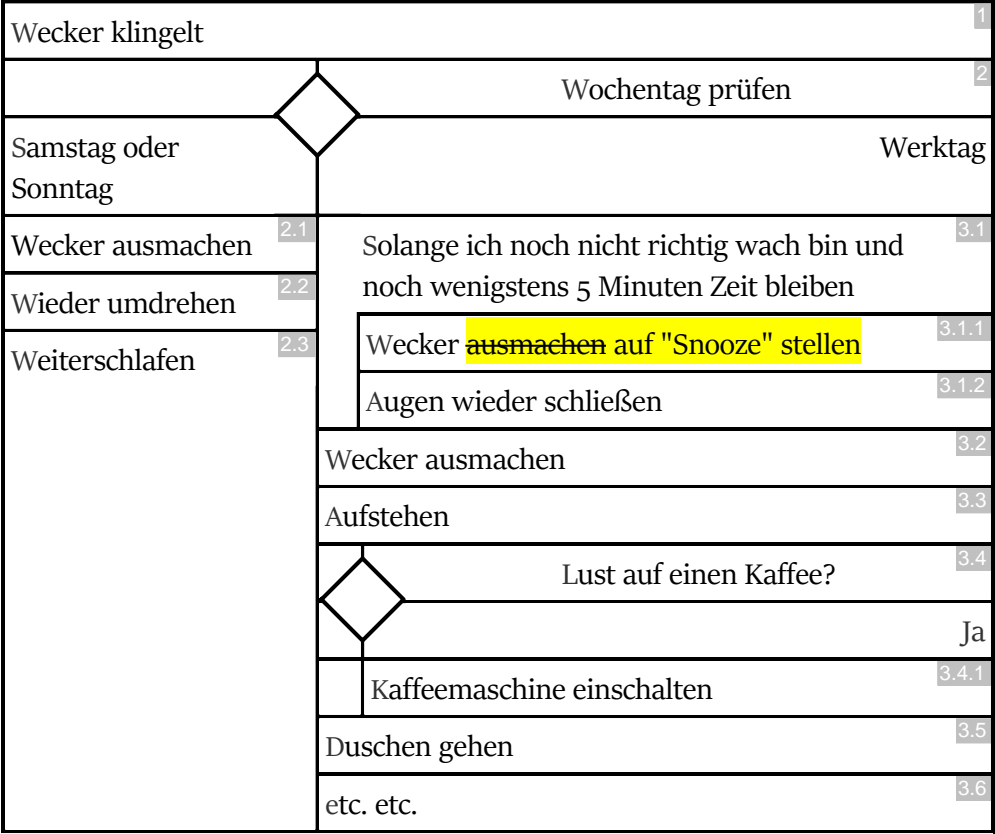 Wecker klingelt 1
Wochentag prüfen 2
Samstag oder
Sonntag
Werktag
Wecker ausmachen 2.1
Wieder umdrehen 2.2
Weiterschlafen 2.3
Solange ich noch nicht richtig wach bin und 3.1
noch wenigstens 5 Minuten Zeit bleiben
Wecker ausmachen auf "Snooze" stellen 3.1.1
Augen wieder schließen 3.1.2
Wecker ausmachen 3.2
Aufstehen 3.3
Lust auf einen Kaffee? 3.4
Ja
Kaffeemaschine einschalten 3.4.1
Duschen gehen 3.5
etc. etc. 3.6